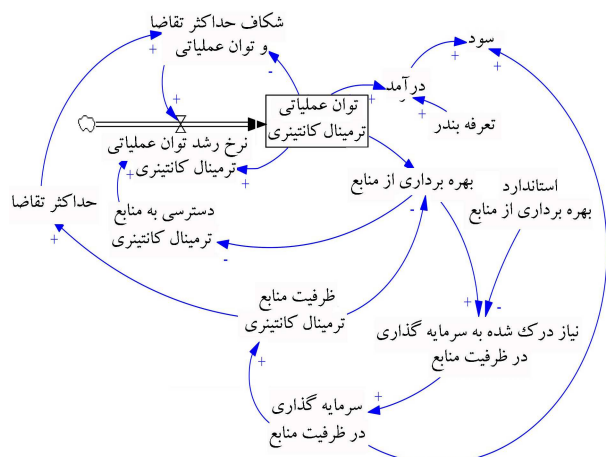 شکاف حداکثر تقاضا
و توان عملیاتی
سود
درآمد
توان عملیاتی
ترمینال کانتینری
تعرفه بندر
نرخ رشد توان عملیاتی
ترمینال کانتینری
بهره برداری از منابع
استاندارد
بهره برداری از منابع
حداکثر تقاضا
دسترسی به منابع
ترمینال کانتینری
ظرفیت منابع
ترمینال کانتینری
نیاز درک شده به سرمایه گذاری
در ظرفیت منابع
سرمایه گذاری
در ظرفیت منابع